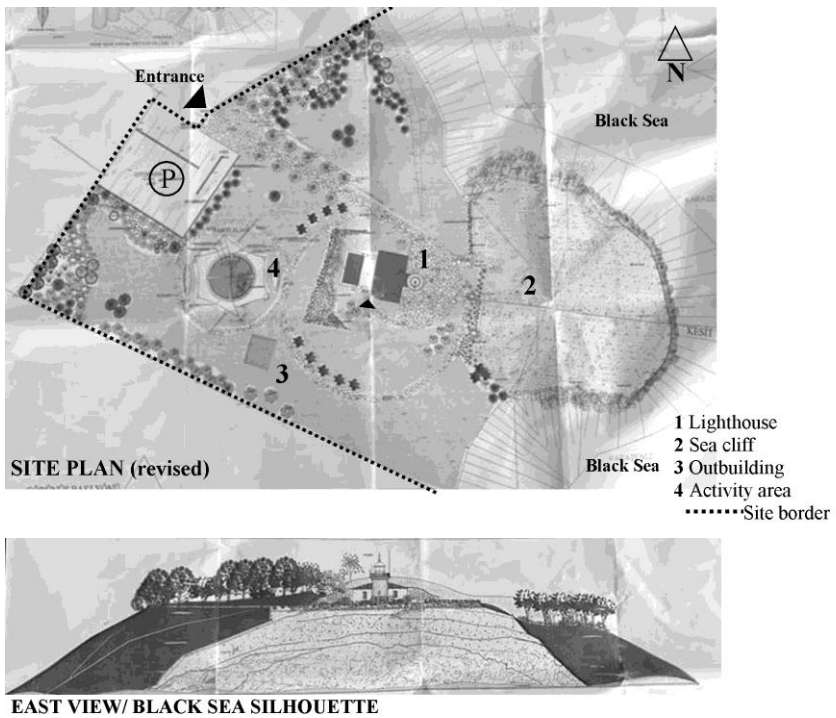 Entrance
N
Black Sea
P
1
4
2
KESİT
3
SITE PLAN (revised)
Black Sea
1 Lighthouse
2 Sea cliff
3 Outbuilding
4 Activity area
Site border
EAST VIEW/ BLACK SEA SILHOUETTE